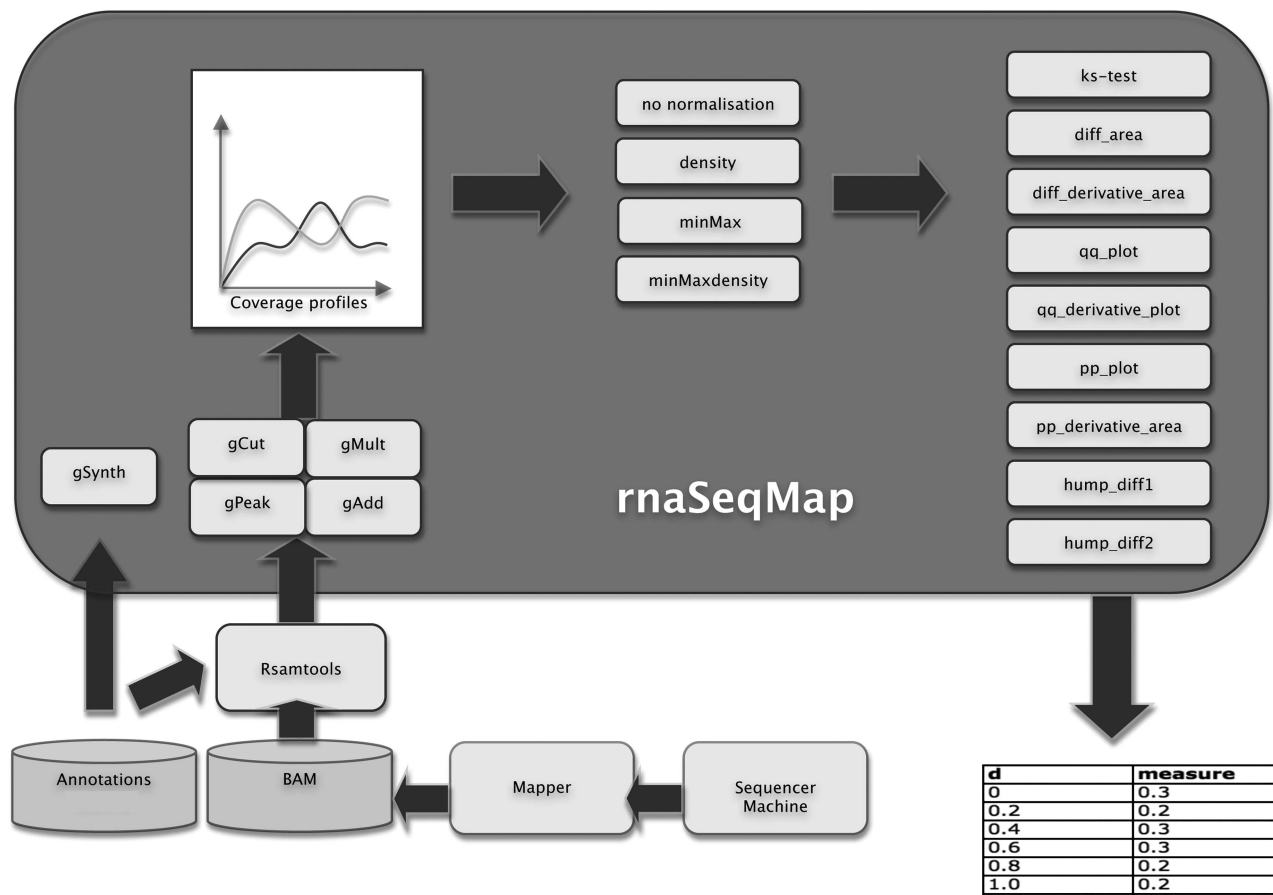 Coverage profiles
no normalisation
density
minMax
minMaxdensity
ks-test
diff_area
diff_derivative_area
qq_plot
qq_derivative_plot
pp_plot
pp_derivative_area
hump_diff1
hump_diff2
gSynth
gCut
gMult
gPeak
gAdd
rnaSeqMap
Rsamtools
Annotations
BAM
Mapper
Sequencer
Machine
d measure
0 0.3
0.2 0.2
0.4 0.3
0.6 0.3
0.8 0.2
1.0 0.2